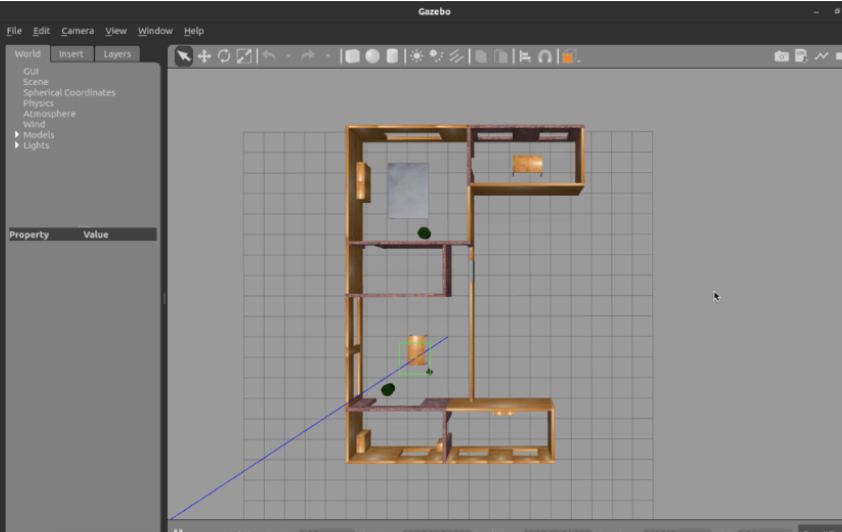 Gazebo
File Edit Camera View Window Help
World Insert Layers
GUI
Scene
Spherical Coordinates
Physics
Atmosphere
Wind
Models
Lights
Property Value